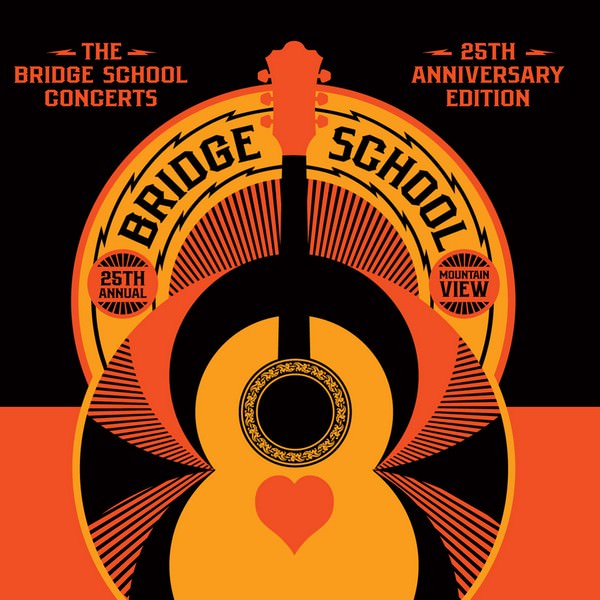 THE
BRIDGE SCHOOL
CONCERTS
25TH
ANNIVERSARY
EDITION
BRIDGE SCHOOL
25TH
ANNUAL
MOUNTAIN
VIEW